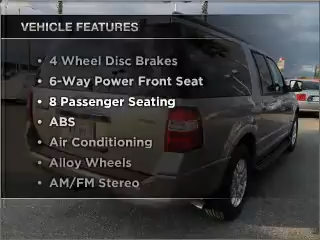 VEHICLE FEATURES
• 4 Wheel Disc Brakes
• 6-Way Power Front Seat
• 8 Passenger Seating
• ABS
• Air Conditioning
• Alloy Wheels
• AM/FM Stereo